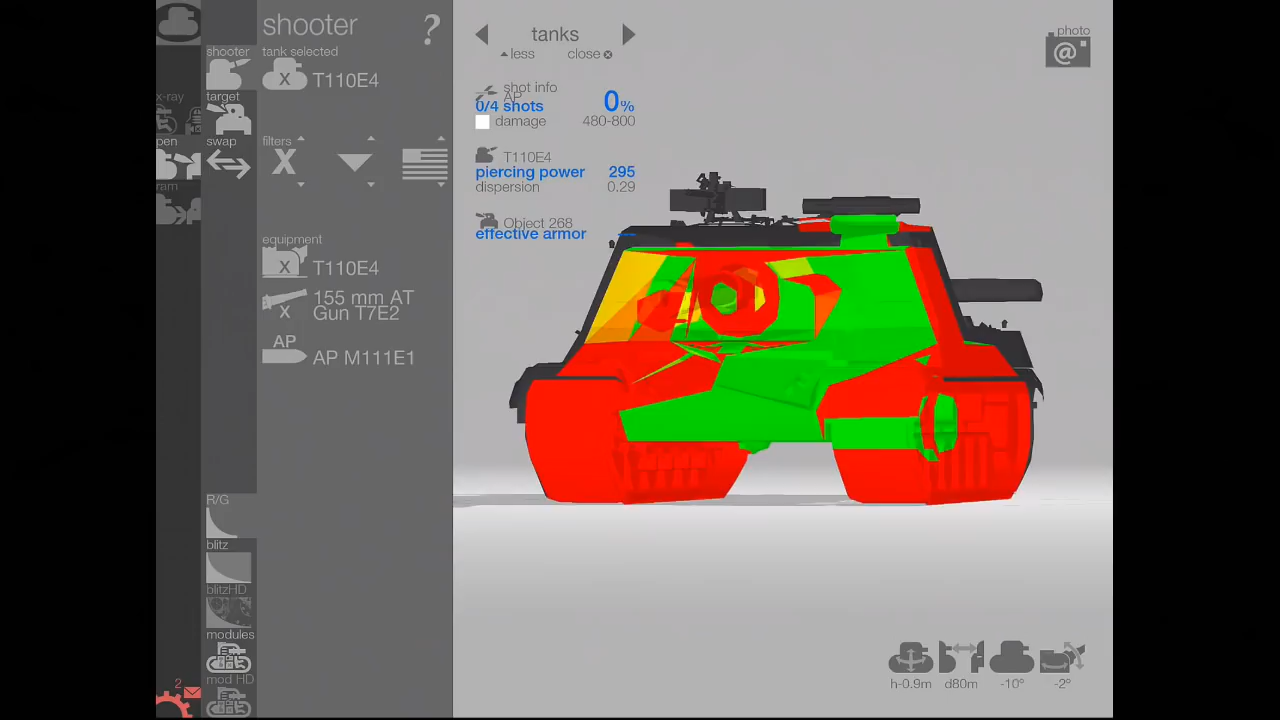 shooter
?
shooter
tank selected
X
T110E4
x-ray
target
pen
swap
filters
X
ram
equipment
X
T110E4
X
155 mm AT
Gun T7E2
AP
AP M111E1
R/G
blitz
blitzHD
modules
2
mod HD
tanks
less
close
shot info
AP
0/4 shots
0%
damage
480-800
T110E4
piercing power
295
dispersion
0.29
Object 268
effective armor
photo
@
h-0.9m
d80m
-10°
-2°